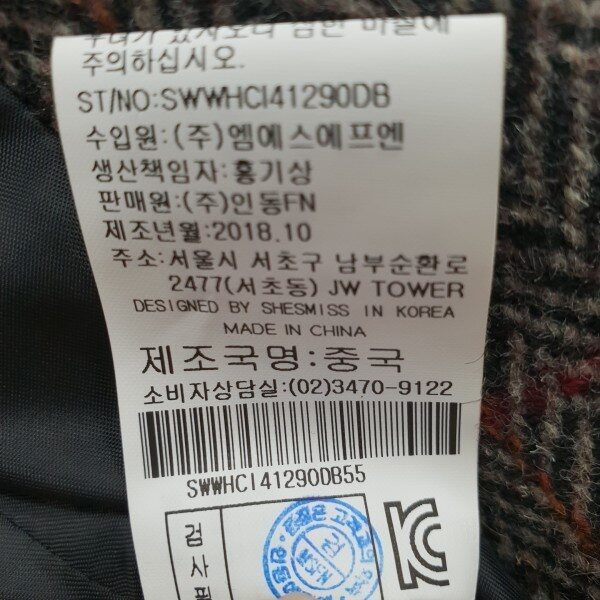 주의하십시오.
ST/NO:SWWHCI41290DB
수입원:(주)엠에스에프엔
생산책임자:홍기상
판매원:(주)인동FN
제조년월:2018.10
주소:서울시 서초구 남부순환로
2477(서초동) JW TOWER
DESIGNED BY SHESMISS IN KOREA
MADE IN CHINA
제조국명:중국
소비자상담실:(02)3470-9122
SWWHCI41290DB55
검사필